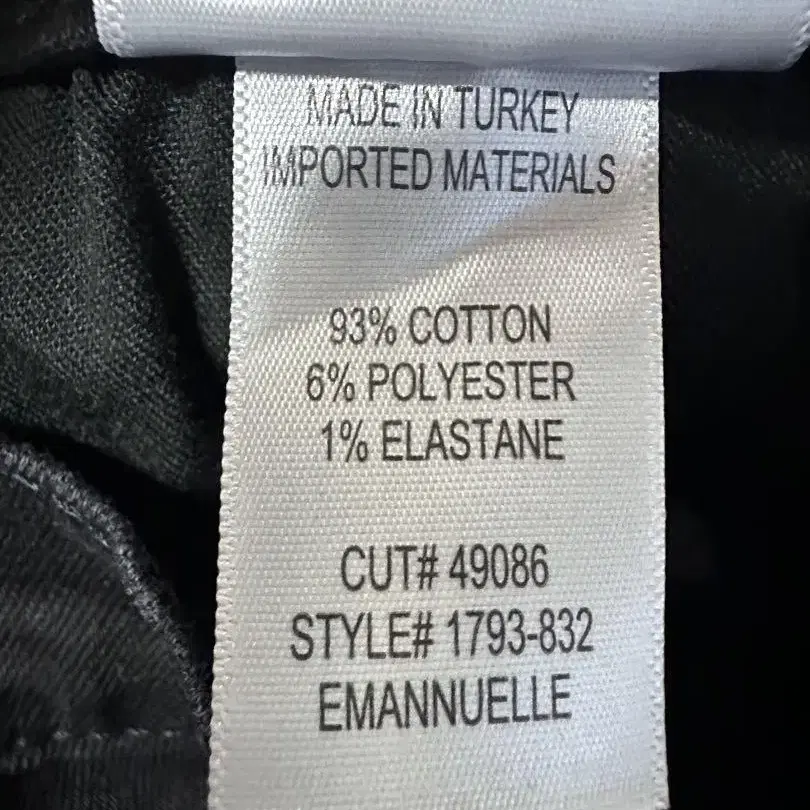 MADE IN TURKEY
IMPORTED MATERIALS
93% COTTON
6% POLYESTER
1% ELASTANE
CUT# 49086
STYLE# 1793-832
EMANNUELLE